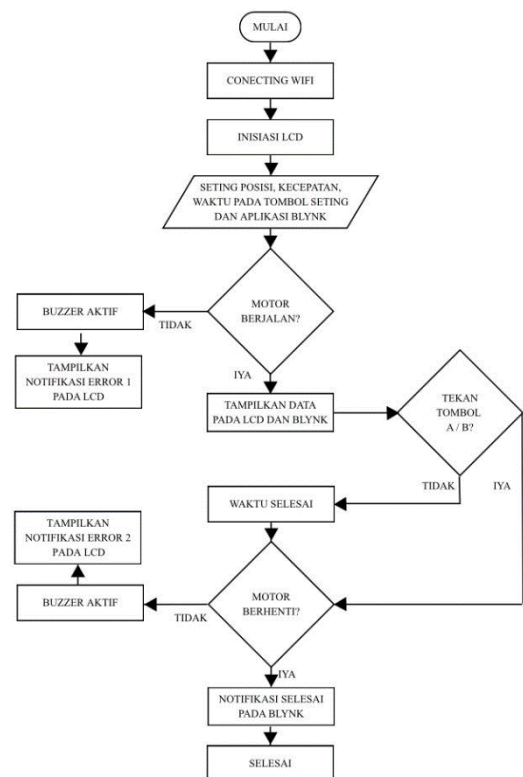 MULAI
CONECTING WIFI
INISIASI LCD
SETING POSISI, KECEPATAN,
WAKTU PADA TOMBOL SETING
DAN APLIKASI BLYNK
MOTOR
BERJALAN?
TIDAK
BUZZER AKTIF
TAMPILKAN
NOTIFIKASI ERROR 1
PADA LCD
IYA
TAMPILKAN DATA
PADA LCD DAN BLYNK
TEKAN
TOMBOL
A / B?
TIDAK
IYA
WAKTU SELESAI
MOTOR
BERHENTI?
TIDAK
BUZZER AKTIF
TAMPILKAN
NOTIFIKASI ERROR 2
PADA LCD
IYA
NOTIFIKASI SELESAI
PADA BLYNK
SELESAI